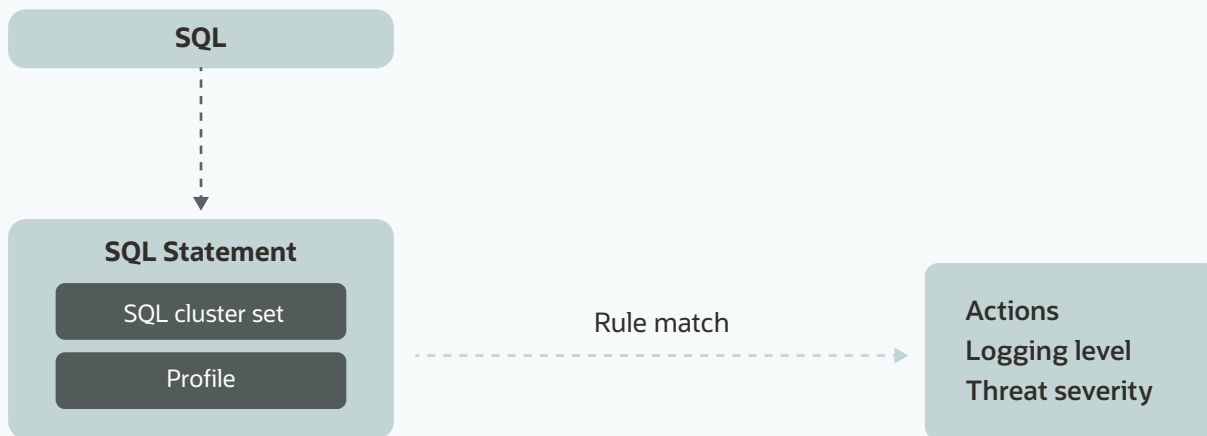 SQL
SQL Statement
SQL cluster set
Profile
Rule match
Actions
Logging level
Threat severity